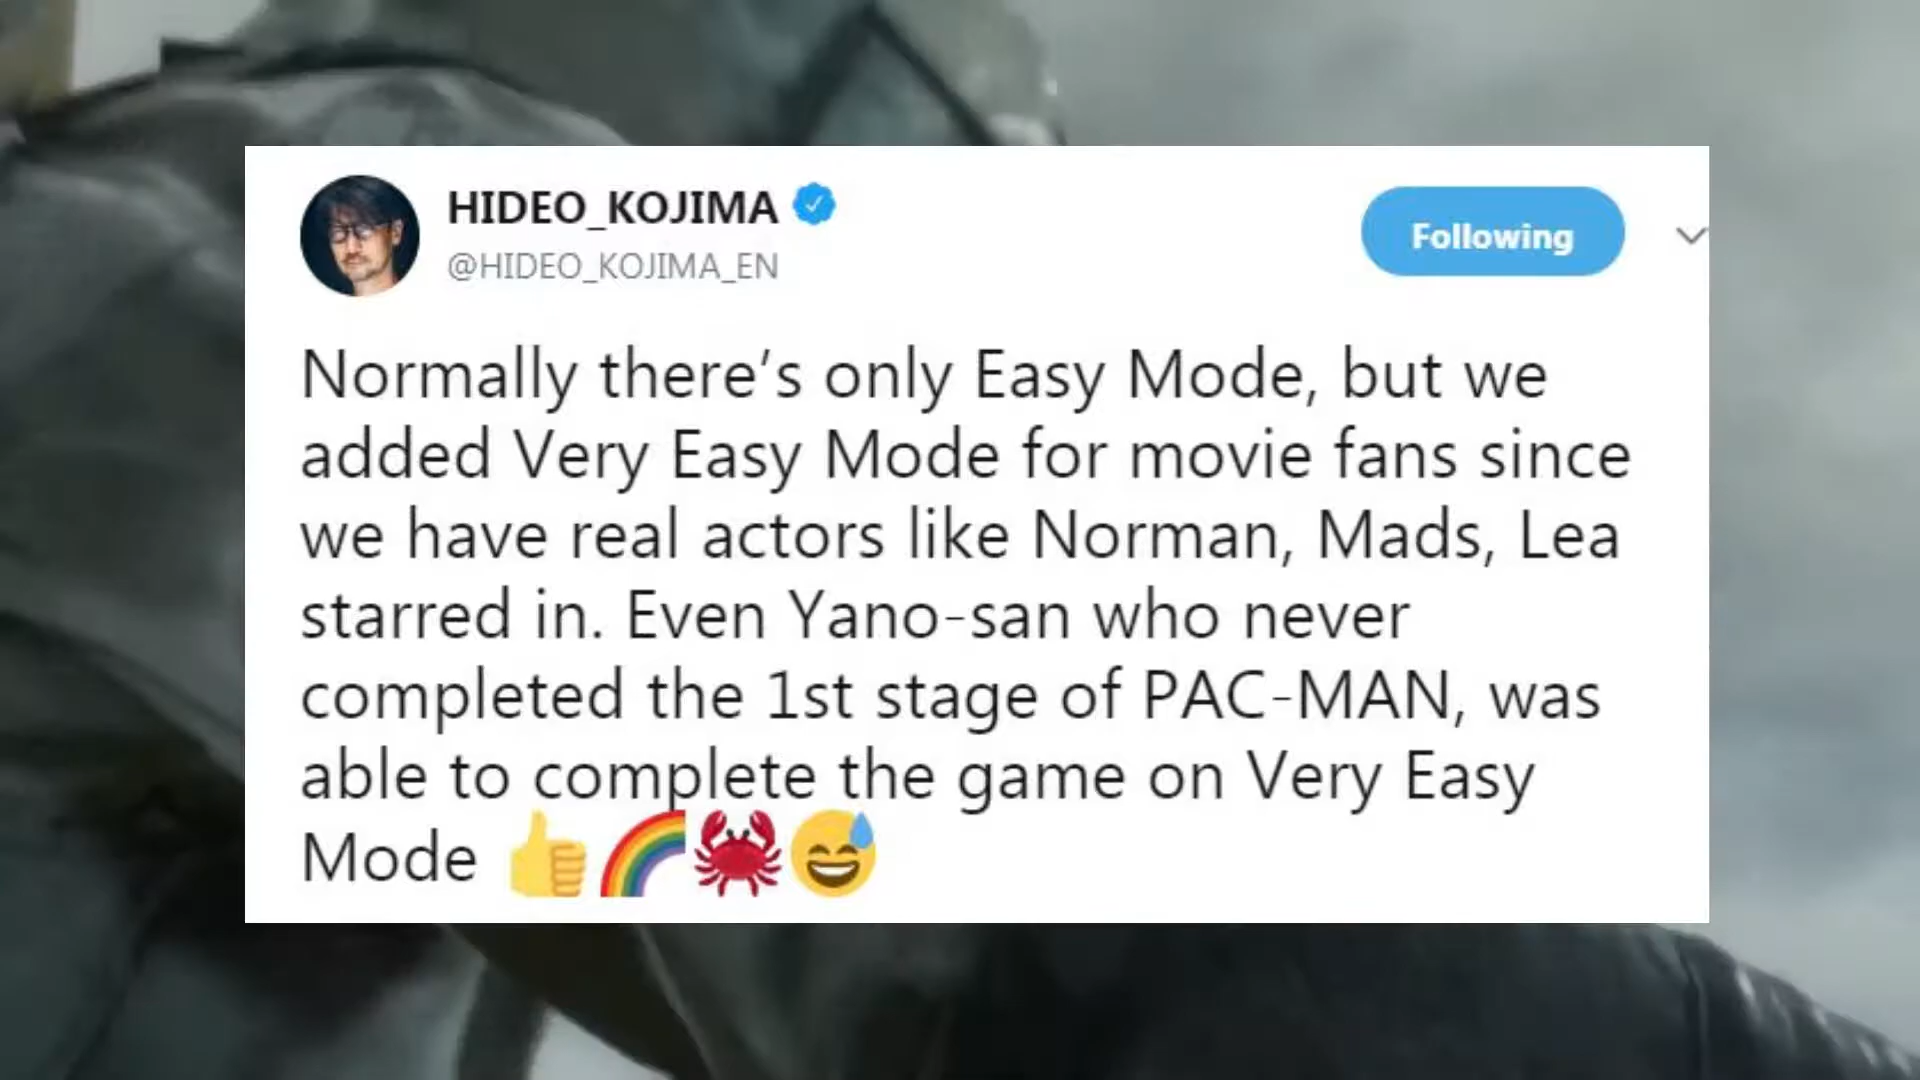 HIDEO_KOJIMA
@HIDEO_KOJIMA_EN
Following
Normally there's only Easy Mode, but we
added Very Easy Mode for movie fans since
we have real actors like Norman, Mads, Lea
starred in. Even Yano-san who never
completed the 1st stage of PAC-MAN, was
able to complete the game on Very Easy
Mode 👍🌈🦀😅